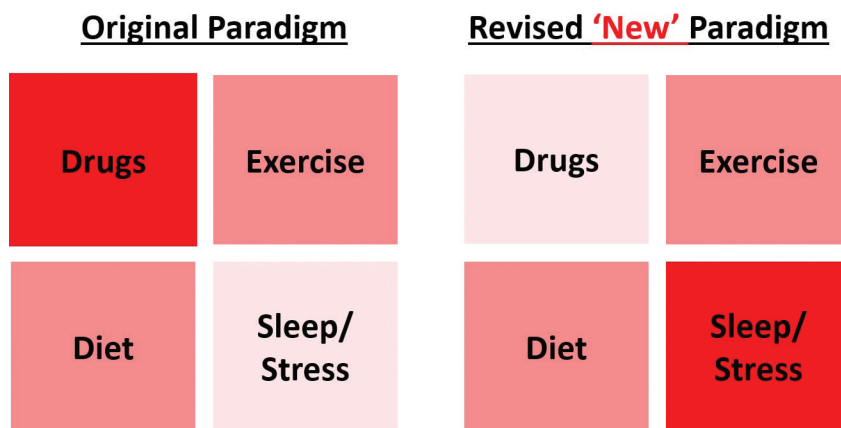 Original Paradigm
Revised ‘New’ Paradigm
Drugs
Exercise
Drugs
Exercise
Diet
Sleep/
Stress
Diet
Sleep/
Stress